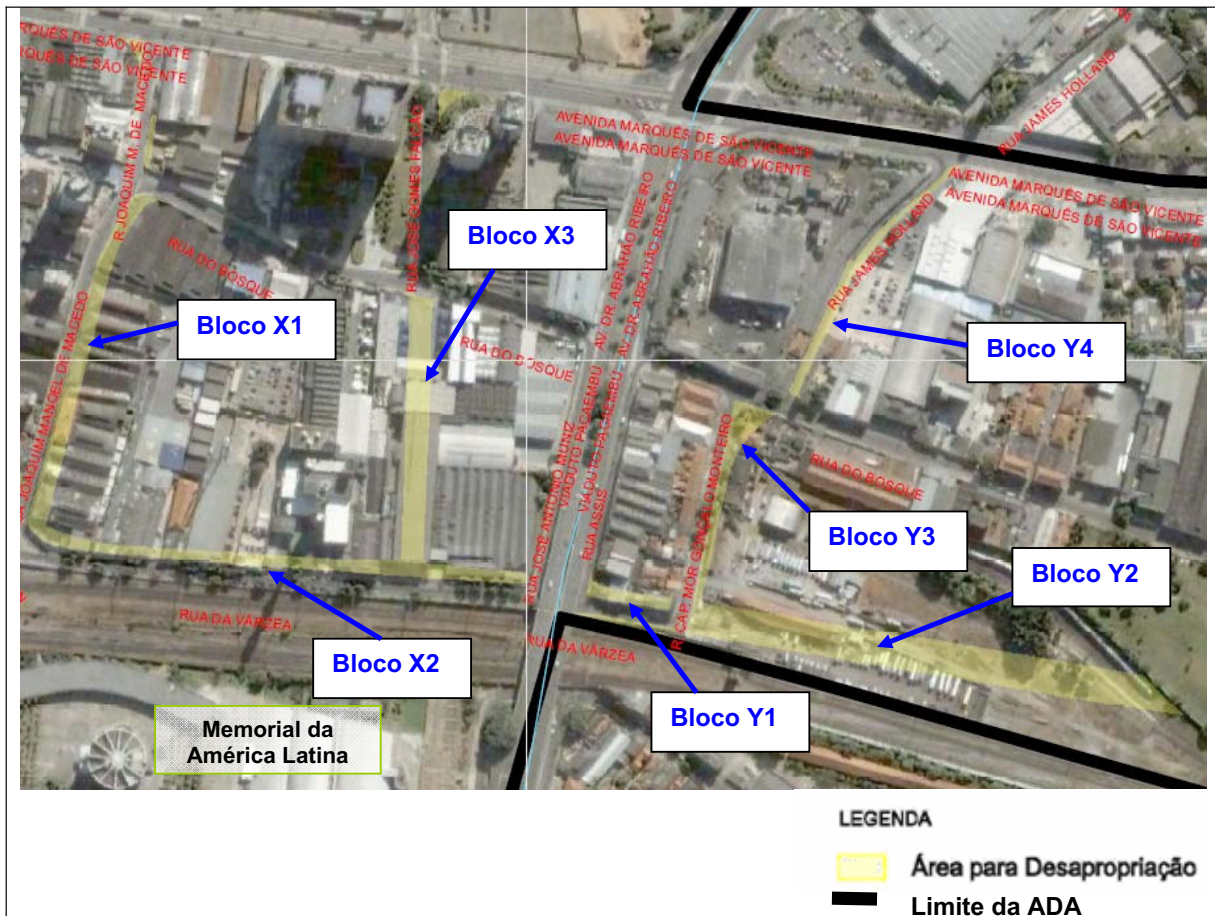 MARQUÊS DE SÃO VICENTE
MARQUÊS DE SÃO VICENTE
R. JOAQUIM M. DE MACEDO
RUA JOSÉ GOMES FALCÃO
RUA DO BOSQUE
AVENIDA MARQUÊS DE SÃO VICENTE
AVENIDA MARQUÊS DE SÃO VICENTE
RUA JAMES HOLLAND
AVENIDA MARQUÊS DE SÃO VICENTE
AVENIDA MARQUÊS DE SÃO VICENTE
RUA JAMES HOLLAND
AV. DR. ABRAHÃO RIBEIRO
AV. DR. ABRAHÃO RIBEIRO
Bloco X3
Bloco X1
Bloco Y4
JOAQUIM MANOEL DE MACEDO
RUA DO BOSQUE
VIADUTO PACAEMBU
VIADUTO PACAEMBU
RUA JOSÉ ANTONIO MUNIZ
RUA ASSIS
R. CAP. MOR GONÇALO MONTEIRO
RUA DO BOSQUE
Bloco Y3
Bloco Y2
RUA DA VÁRZEA
RUA DA VÁRZEA
Bloco X2
Bloco Y1
Memorial da
América Latina
LEGENDA
Área para Desapropriação
Limite da ADA